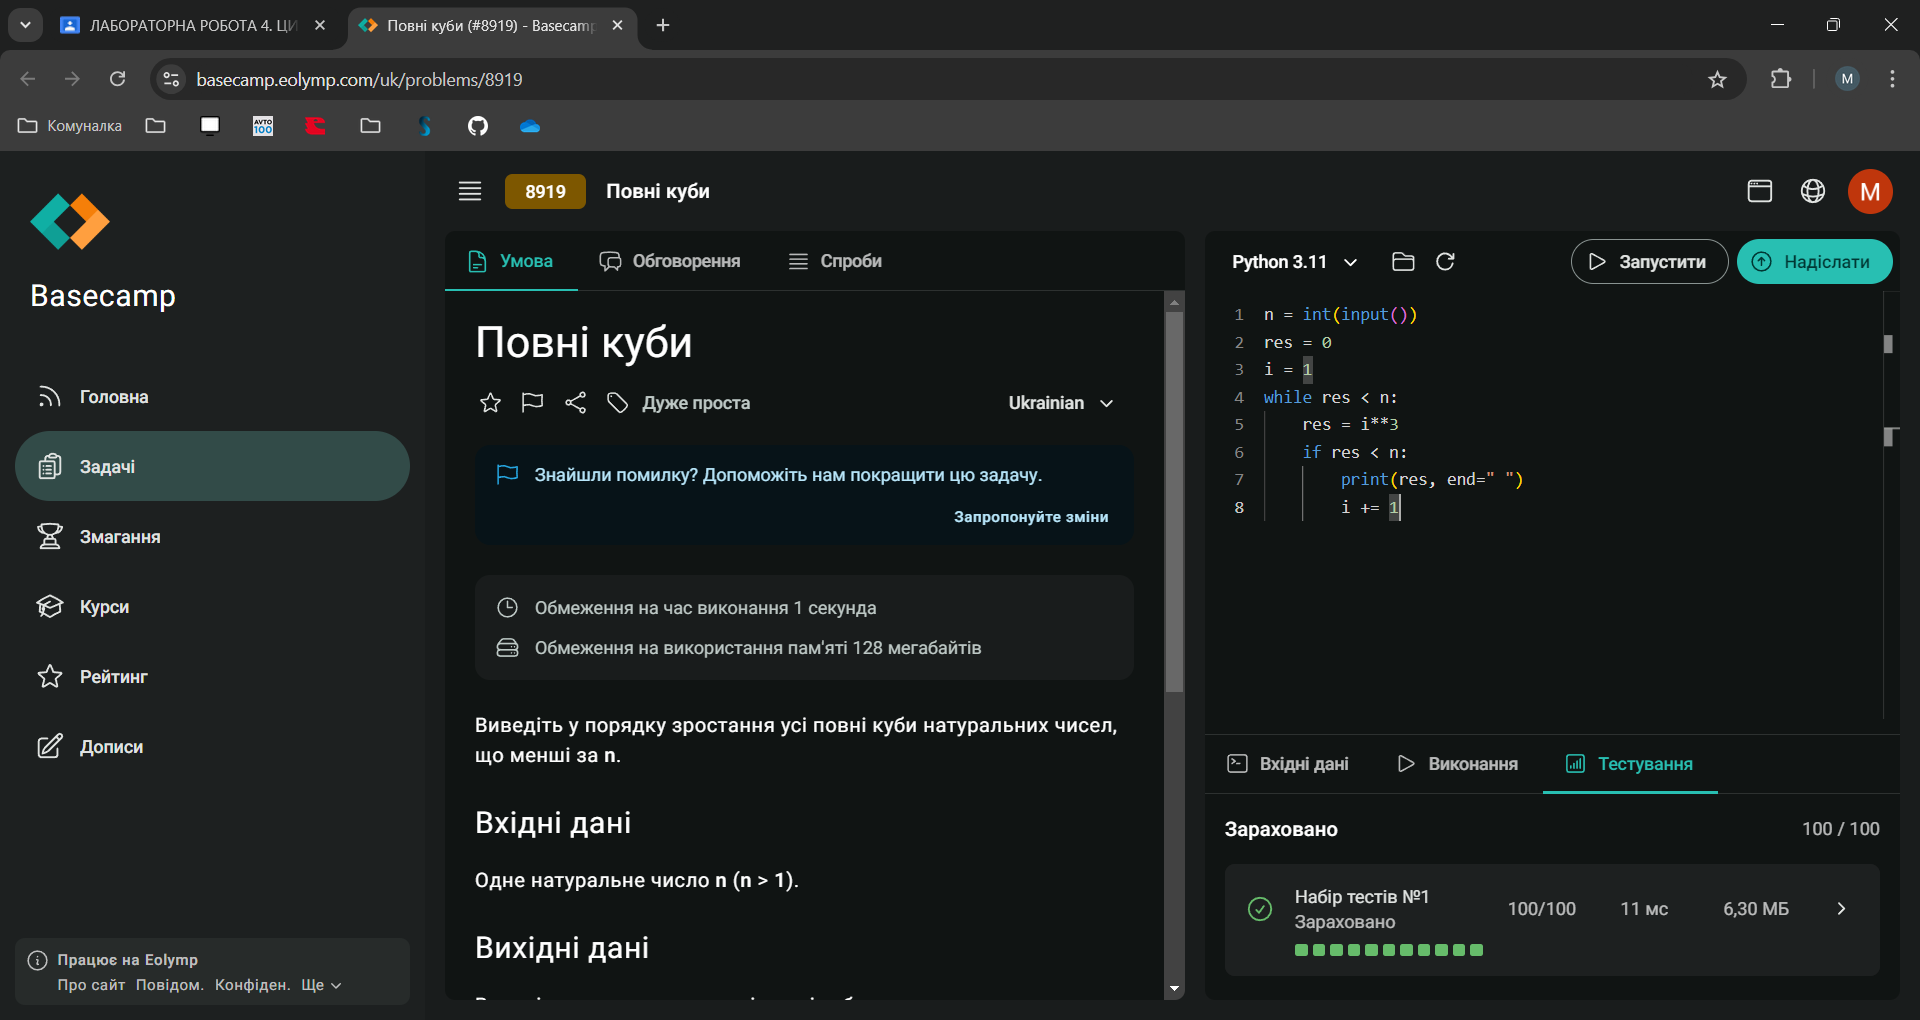 ЛАБОРАТОРНА РОБОТА 4. ЦИ
Повні куби (#8919) - Basecamp
basecamp.eolymp.com/uk/problems/8919
M
Комуналка
AVTO
100
Basecamp
Головна
Задачі
Змагання
Курси
Рейтинг
Дописи
Працює на Eolymp
Про сайт Повідом. Конфіден. Ще
8919 Повні куби
M
Умова Обговорення Спроби
Повні куби
Дуже проста
Ukrainian
Знайшли помилку? Допоможіть нам покращити цю задачу.
Запропонуйте зміни
Обмеження на час виконання 1 секунда
Обмеження на використання пам'яті 128 мегабайтів
Виведіть у порядку зростання усі повні куби натуральних чисел,
що менші за n.
Вхідні дані
Одне натуральне число n (n > 1).
Вихідні дані
Python 3.11
Запустити
Надіслати
1 n = int(input())
2 res = 0
3 i = 1
4 while res < n:
5 res = i**3
6 if res < n:
7 print(res, end=" ")
8 i += 1
Вхідні дані Виконання Тестування
Зараховано 100 / 100
Набір тестів №1 100/100 11 мс 6,30 МБ
Зараховано